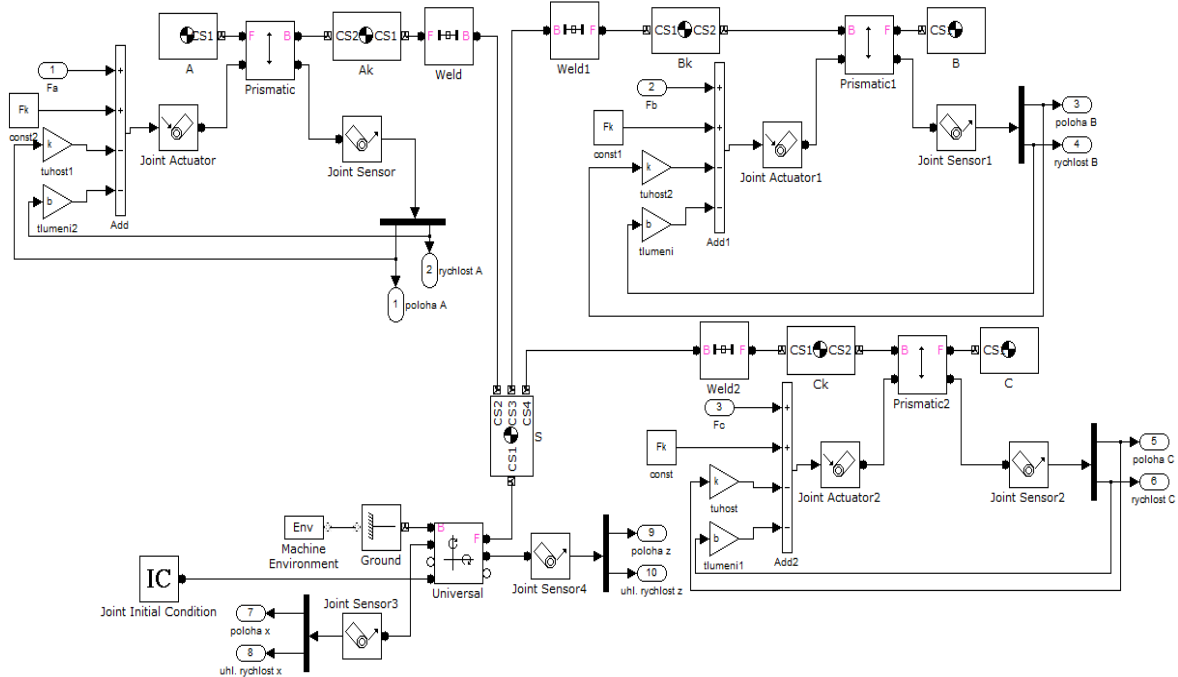 CS1
A
F B
Prismatic
CS2 CS1
Ak
F B
Weld
1
Fa
Fk
const2
k
tuhost1
b
tlumeni2
+
+
−
−
Add
Joint Actuator
Joint Sensor
2
rychlost A
1
poloha A
B F
Weld1
CS1 CS2
Bk
B F
Prismatic1
CS1
B
2
Fb
Fk
const1
k
tuhost2
b
tlumeni
+
+
−
−
Add1
Joint Actuator1
Joint Sensor1
3
poloha B
4
rychlost B
B F
Weld2
CS1 CS2
Ck
B F
Prismatic2
CS1
C
3
Fc
Fk
const
k
tuhost
b
tlumeni1
+
+
−
−
Add2
Joint Actuator2
Joint Sensor2
5
poloha C
6
rychlost C
CS2
CS3
CS4
CS1
S
Env
Machine
Environment
Ground
B
F
Universal
IC
Joint Initial Condition
Joint Sensor4
9
poloha z
10
uhl. rychlost z
Joint Sensor3
7
poloha x
8
uhl. rychlost x